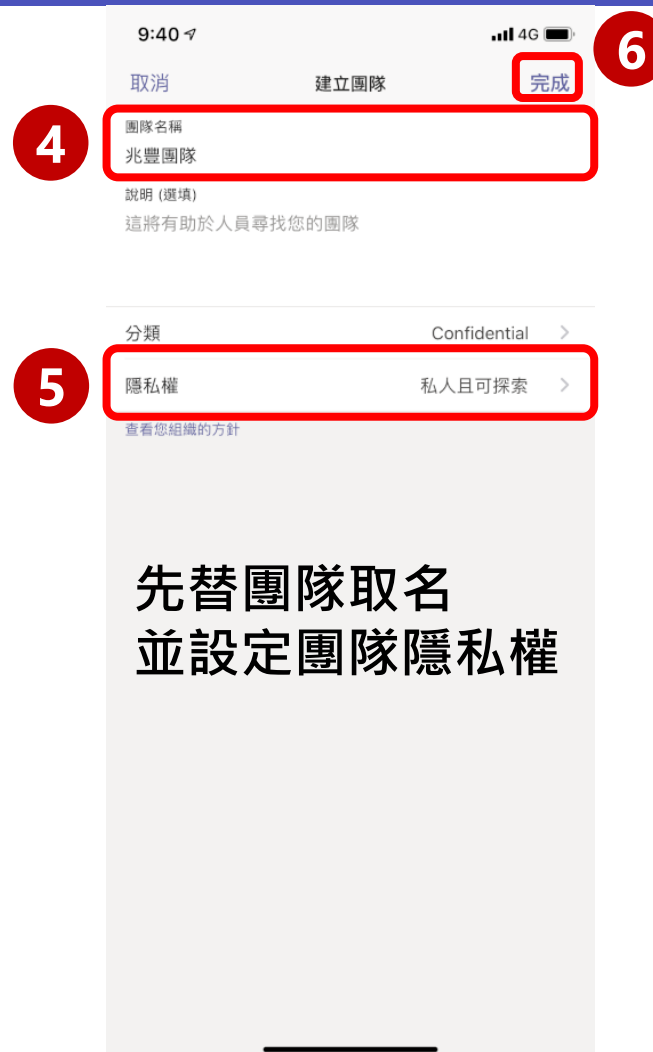 9:40
4G
6
取消
建立團隊
完成
4
團隊名稱
兆豐團隊
說明 (選填)
這將有助於人員尋找您的團隊
分類
Confidential
5
隱私權
私人且可探索
查看您組織的方針
先替團隊取名
並設定團隊隱私權